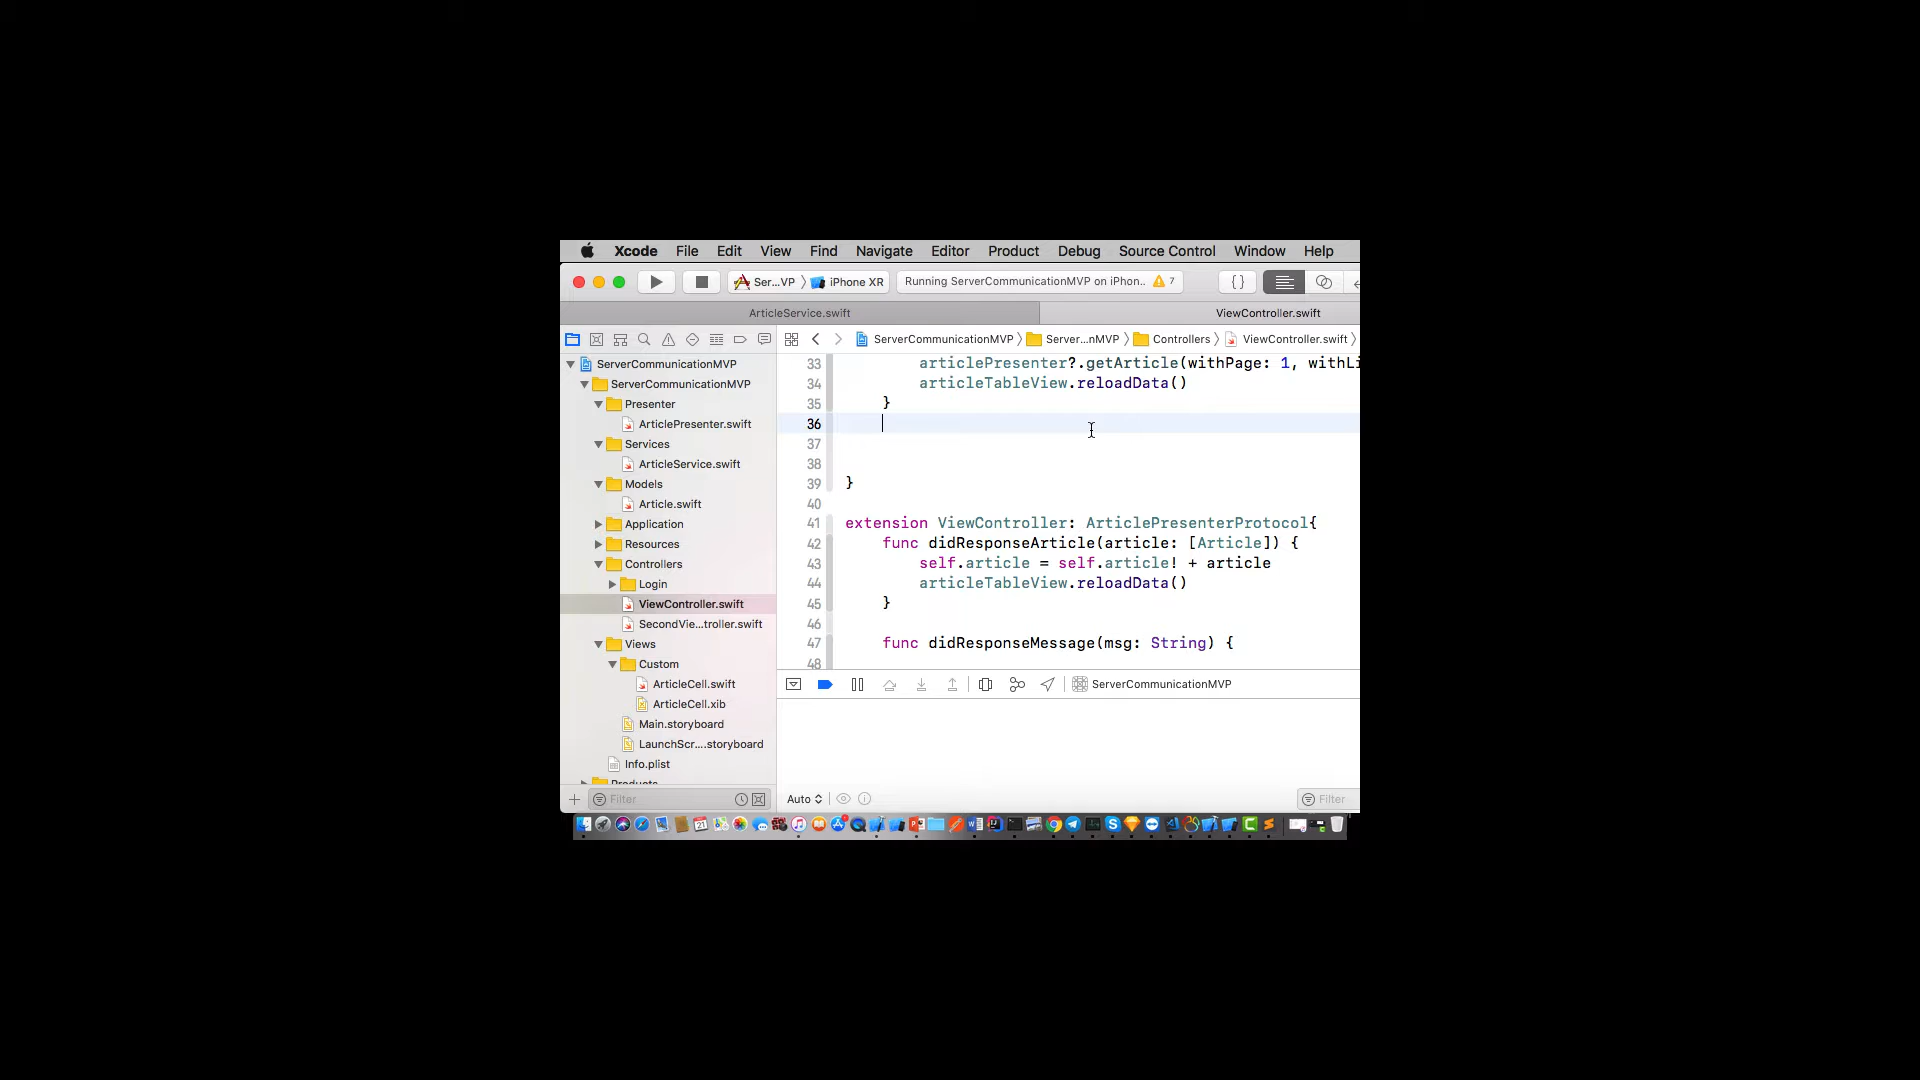 Xcode File Edit View Find Navigate Editor Product Debug Source Control Window Help
Ser...VP iPhone XR Running ServerCommunicationMVP on iPhon.. 7
ArticleService.swift ViewController.swift
ServerCommunicationMVP Server...nMVP Controllers ViewController.swift
ServerCommunicationMVP
ServerCommunicationMVP
Presenter
ArticlePresenter.swift
Services
ArticleService.swift
Models
Article.swift
Application
Resources
Controllers
Login
ViewController.swift
SecondVie...troller.swift
Views
Custom
ArticleCell.swift
ArticleCell.xib
Main.storyboard
LaunchScr....storyboard
Info.plist
Products
Filter
33 articlePresenter?.getArticle(withPage: 1, withLi
34 articleTableView.reloadData()
35 }
36
37
38
39 }
40
41 extension ViewController: ArticlePresenterProtocol{
42 func didResponseArticle(article: [Article]) {
43 self.article = self.article! + article
44 articleTableView.reloadData()
45 }
46
47 func didResponseMessage(msg: String) {
48
ServerCommunicationMVP
Auto Filter